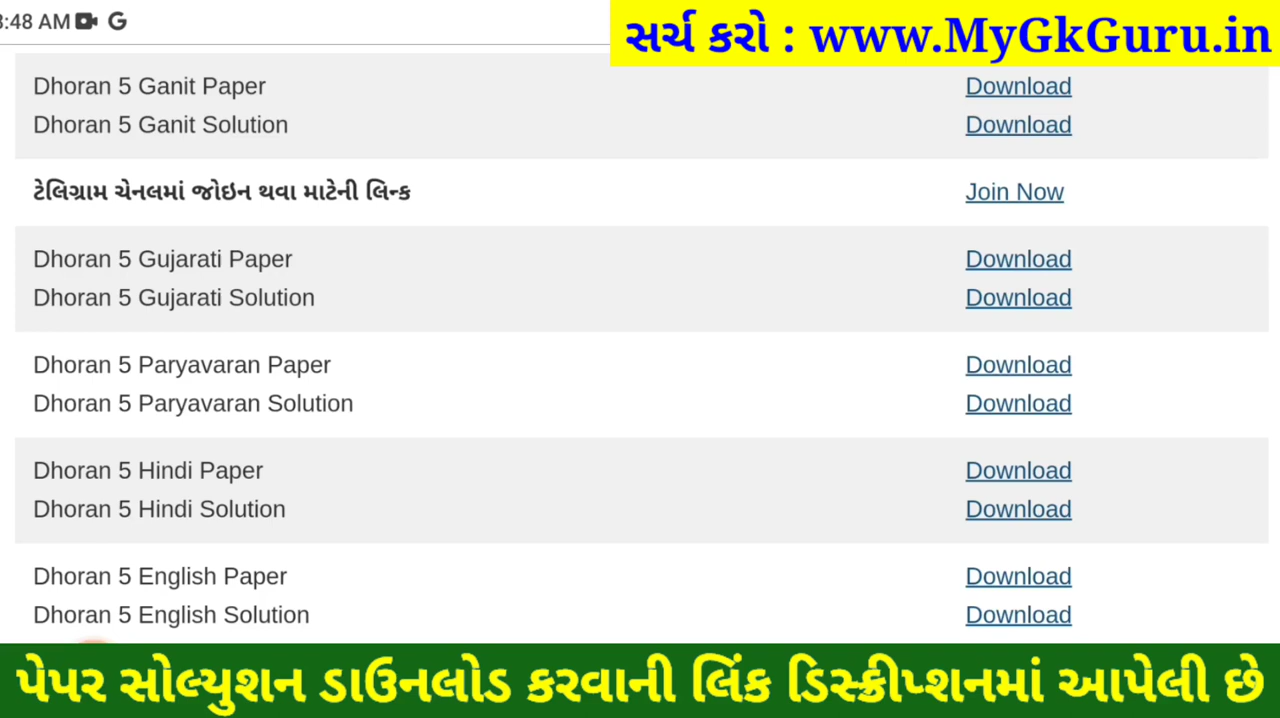 3:48 AM
સર્ચ કરો : www.MyGkGuru.in
Dhoran 5 Ganit Paper Download
Dhoran 5 Ganit Solution Download
ટેલિગ્રામ ચેનલમાં જોઇન થવા માટેની લિન્ક Join Now
Dhoran 5 Gujarati Paper Download
Dhoran 5 Gujarati Solution Download
Dhoran 5 Paryavaran Paper Download
Dhoran 5 Paryavaran Solution Download
Dhoran 5 Hindi Paper Download
Dhoran 5 Hindi Solution Download
Dhoran 5 English Paper Download
Dhoran 5 English Solution Download
પેપર સોલ્યુશન ડાઉનલોડ કરવાની લિંક ડિસ્ક્રીપ્શનમાં આપેલી છે